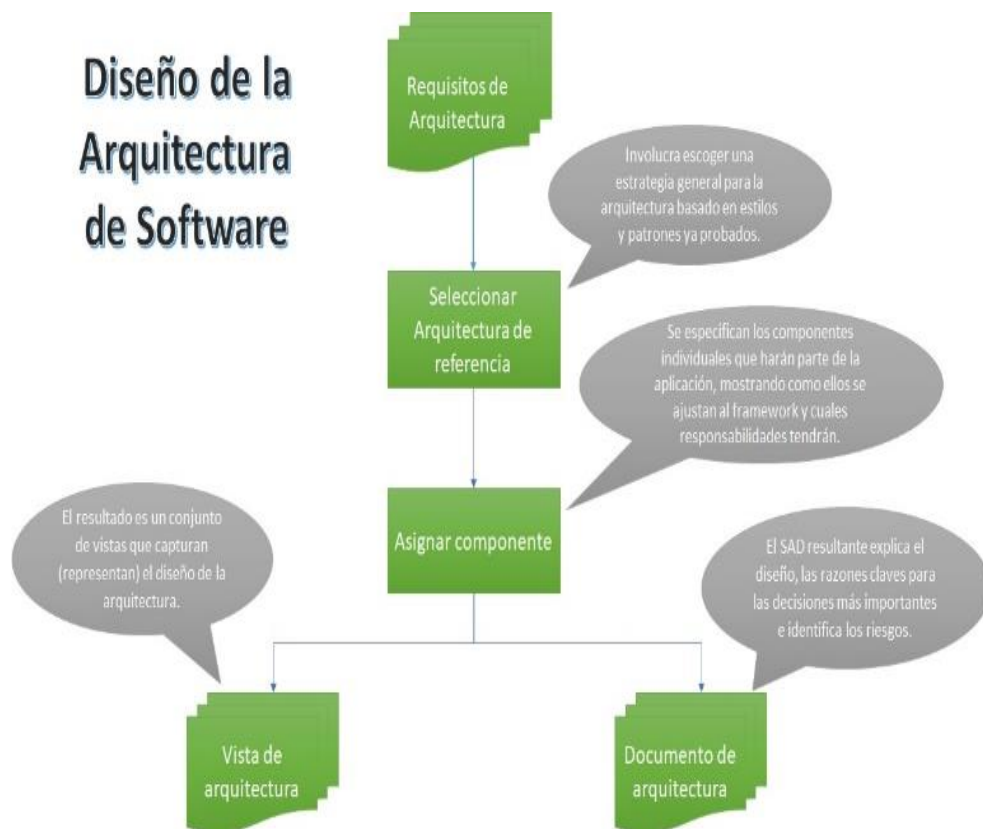 Diseño de la
Arquitectura
de Software
Requisitos de
Arquitectura
Involucra escoger una
estrategia general para la
arquitectura basado en estilos
y patrones ya probados.
Seleccionar
Arquitectura de
referencia
Se especifican los componentes
individuales que harán parte de la
aplicación, mostrando como ellos se
ajustan al framework y cuales
responsabilidades tendrán.
Asignar componente
El resultado es un conjunto
de vistas que capturan
(representan) el diseño de la
arquitectura.
El SAD resultante explica el
diseño, las razones claves para
las decisiones más importantes
e identifica los riesgos.
Vista de
arquitectura
Documento de
arquitectura